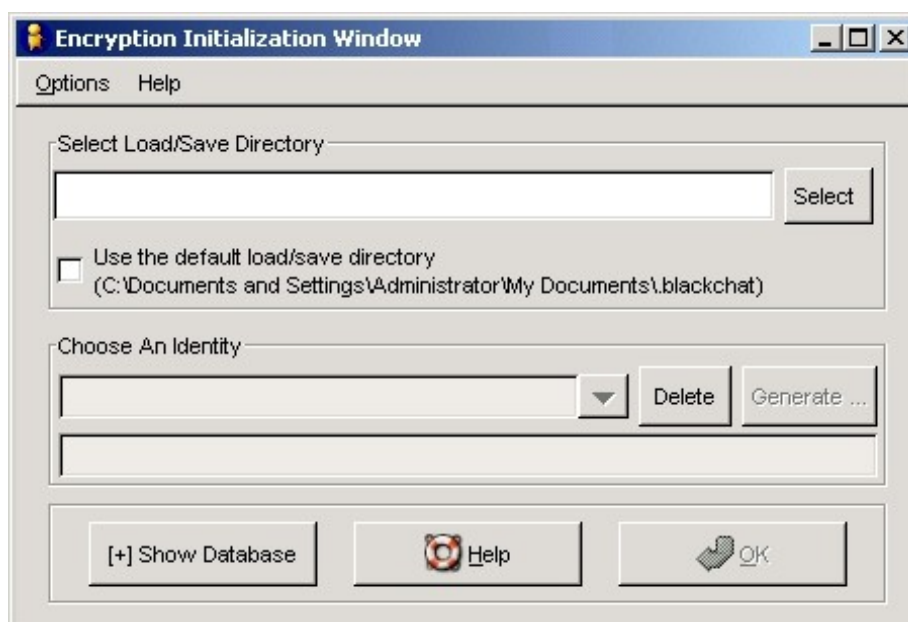 Encryption Initialization Window
Options Help
Select Load/Save Directory
Select
Use the default load/save directory
(C:\Documents and Settings\Administrator\My Documents\.blackchat)
Choose An Identity
Delete Generate ...
[+] Show Database Help OK